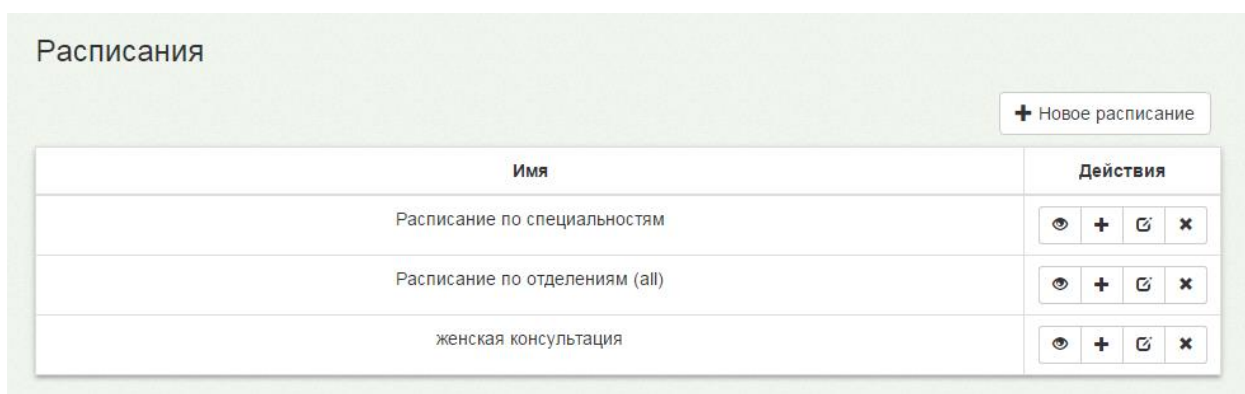 Расписания
Новое расписание
Имя Действия
Расписание по специальностям
Расписание по отделениям (all)
женская консультация